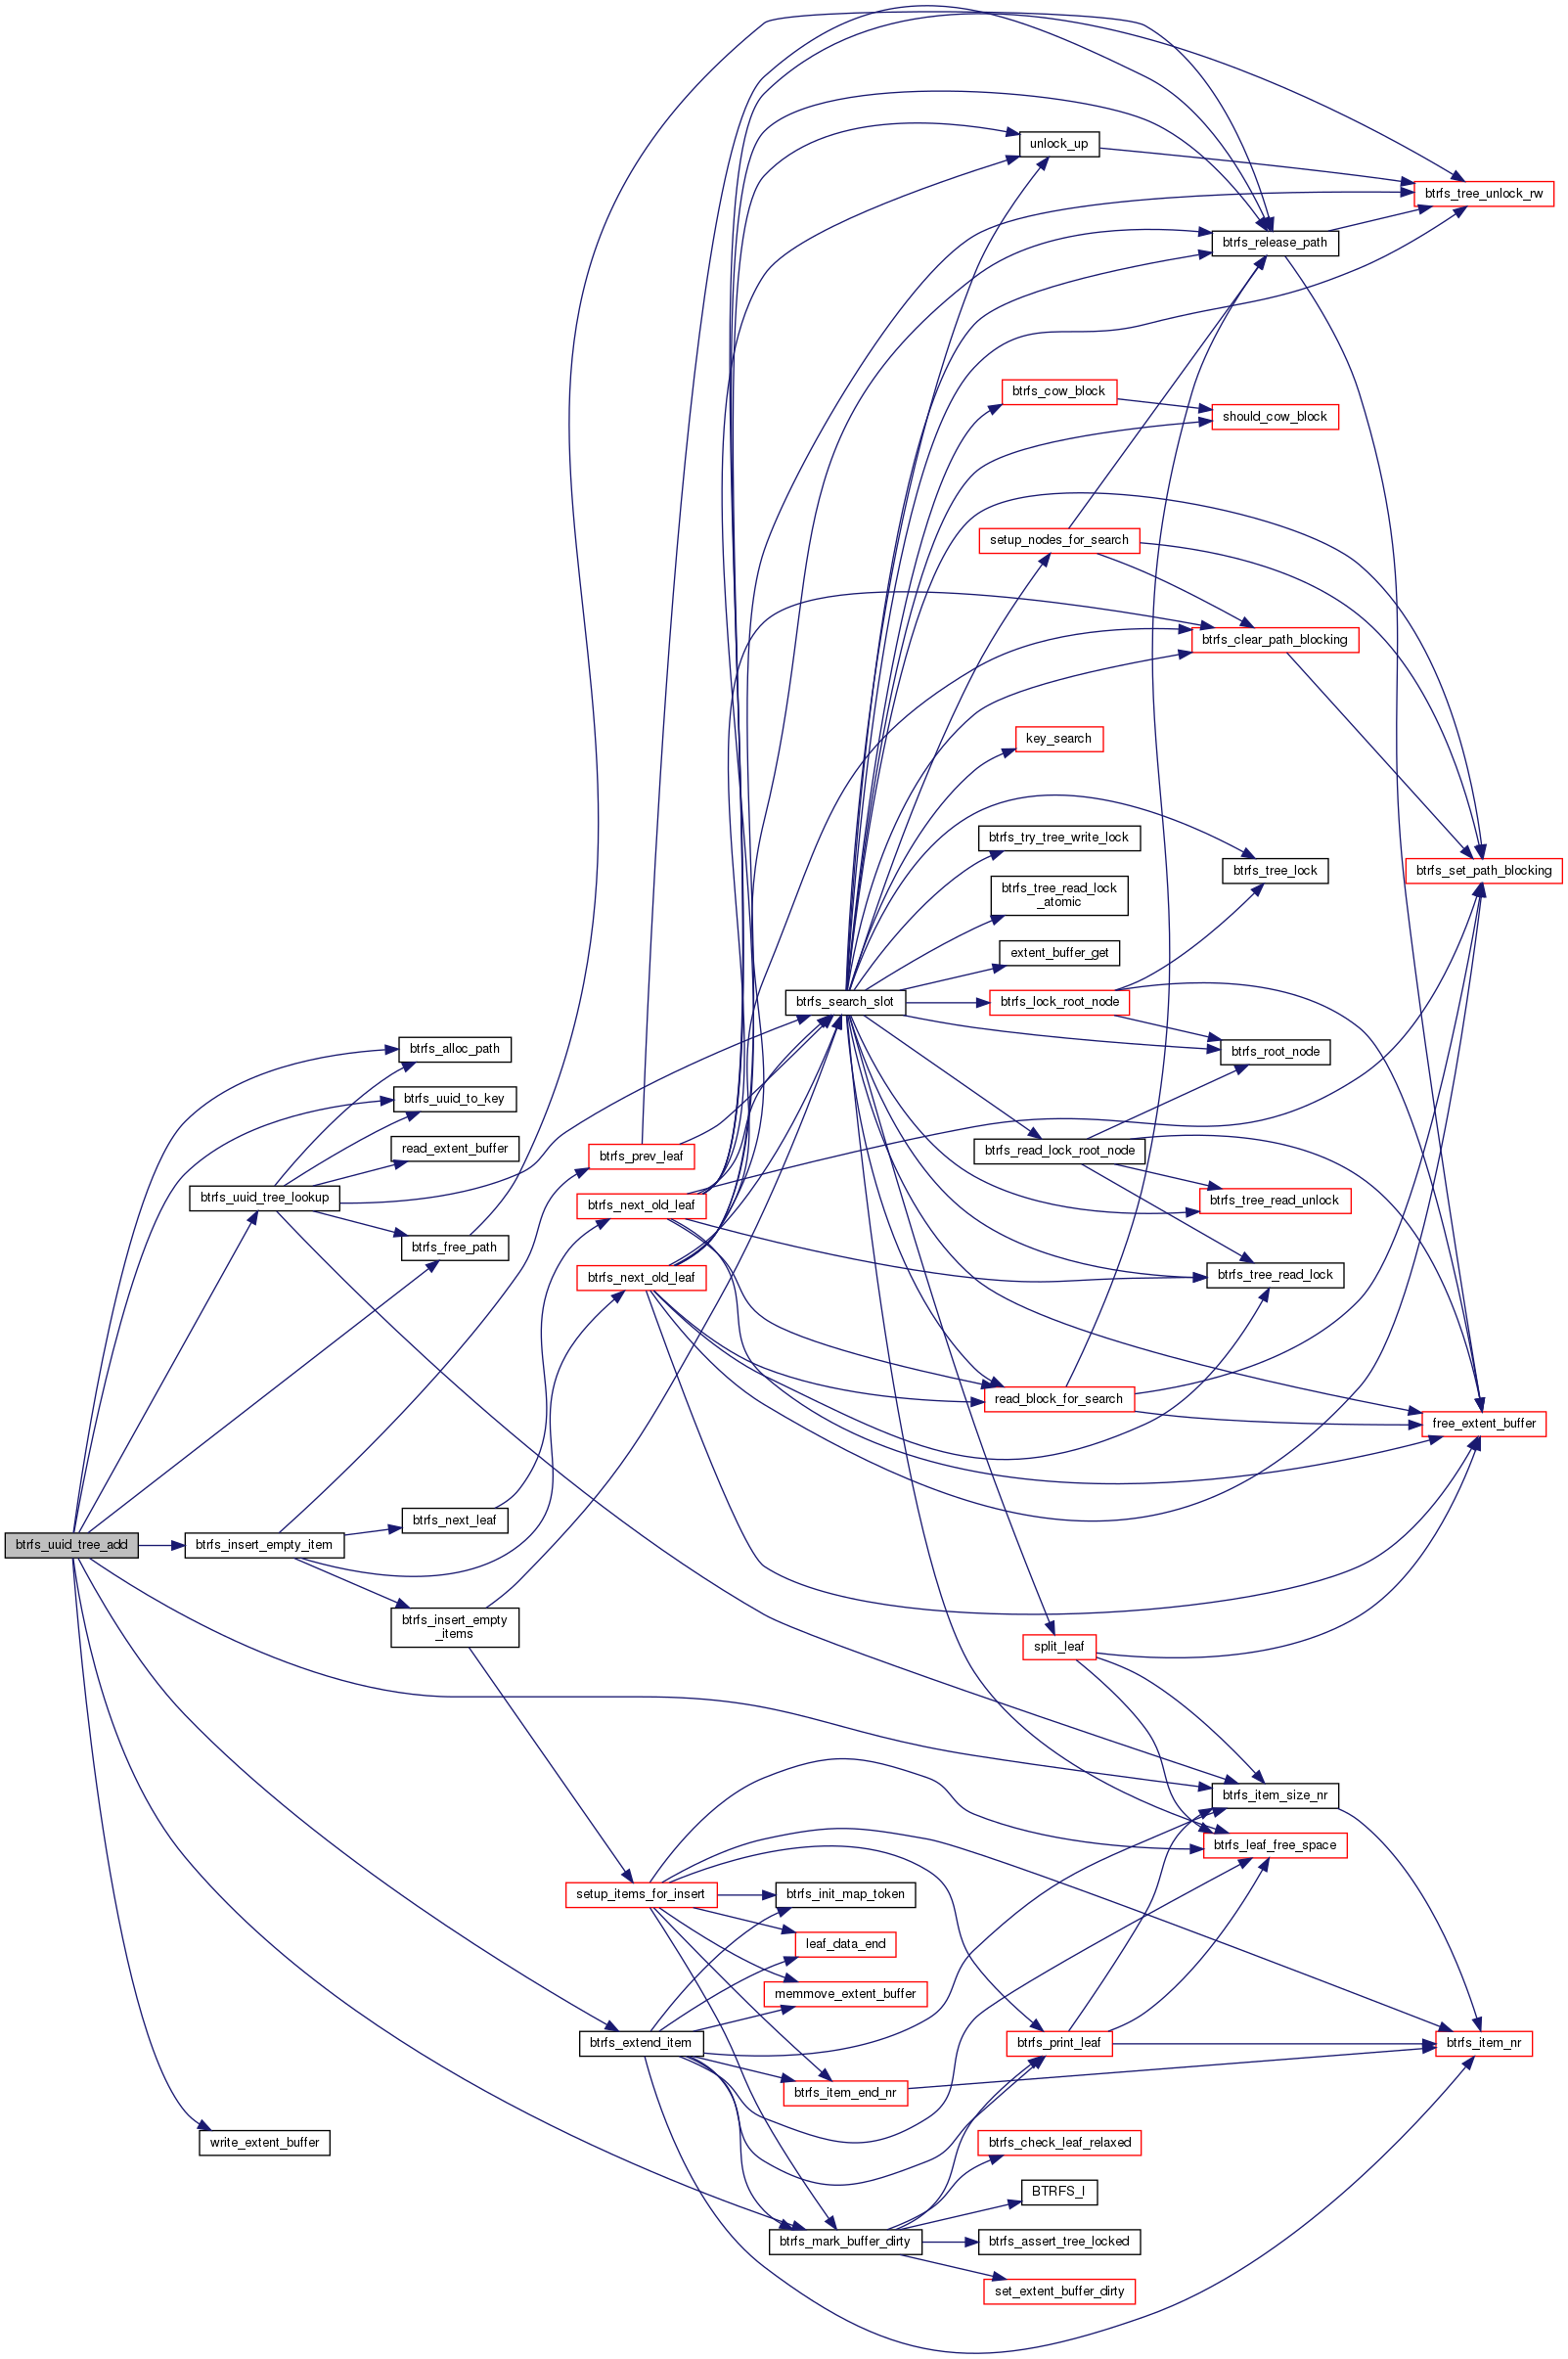 unlock_up
btrfs_tree_unlock_rw
btrfs_release_path
btrfs_cow_block
should_cow_block
setup_nodes_for_search
btrfs_clear_path_blocking
key_search
btrfs_try_tree_write_lock
btrfs_tree_lock
btrfs_set_path_blocking
btrfs_tree_read_lock
_atomic
extent_buffer_get
btrfs_search_slot
btrfs_lock_root_node
btrfs_alloc_path
btrfs_root_node
btrfs_uuid_to_key
read_extent_buffer
btrfs_prev_leaf
btrfs_read_lock_root_node
btrfs_uuid_tree_lookup
btrfs_next_old_leaf
btrfs_tree_read_unlock
btrfs_free_path
btrfs_next_old_leaf
btrfs_tree_read_lock
read_block_for_search
free_extent_buffer
btrfs_next_leaf
btrfs_uuid_tree_add
btrfs_insert_empty_item
btrfs_insert_empty
_items
split_leaf
btrfs_item_size_nr
btrfs_leaf_free_space
setup_items_for_insert
btrfs_init_map_token
leaf_data_end
memmove_extent_buffer
btrfs_extend_item
btrfs_print_leaf
btrfs_item_nr
btrfs_item_end_nr
write_extent_buffer
btrfs_check_leaf_relaxed
BTRFS_I
btrfs_mark_buffer_dirty
btrfs_assert_tree_locked
set_extent_buffer_dirty